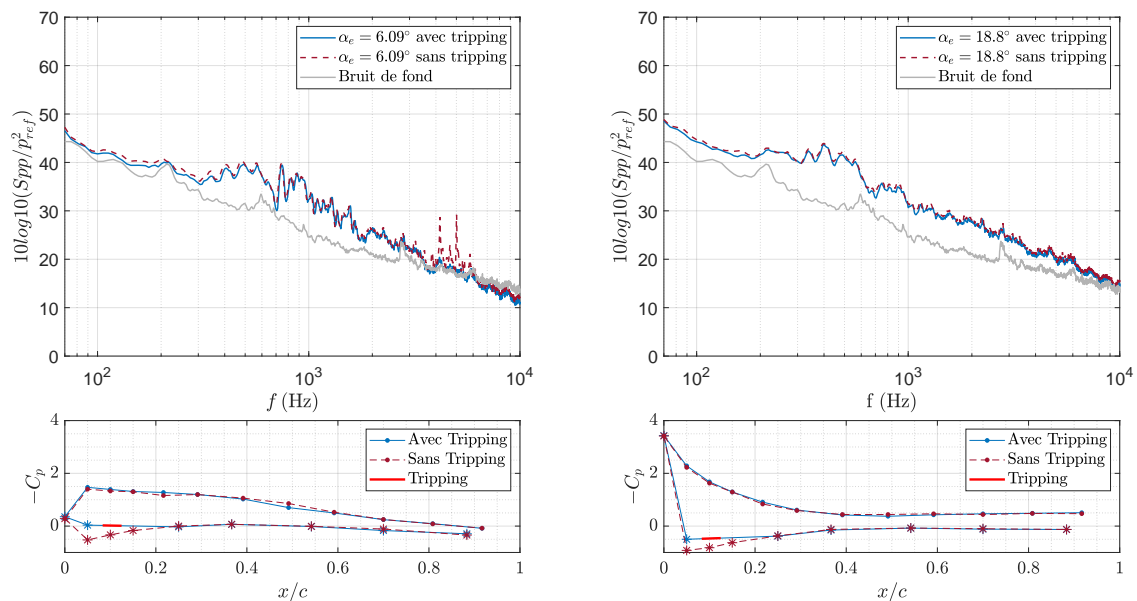 70
60
50
40
30
20
10
0
10log10(Spp/p²ref)
10²
10³
10⁴
f (Hz)
αe = 6.09° avec tripping
αe = 6.09° sans tripping
Bruit de fond
70
60
50
40
30
20
10
0
10log10(Spp/p²ref)
10²
10³
10⁴
f (Hz)
αe = 18.8° avec tripping
αe = 18.8° sans tripping
Bruit de fond
4
2
0
−Cp
0
0.2
0.4
0.6
0.8
1
x/c
Avec Tripping
Sans Tripping
Tripping
4
2
0
−Cp
0
0.2
0.4
0.6
0.8
1
x/c
Avec Tripping
Sans Tripping
Tripping